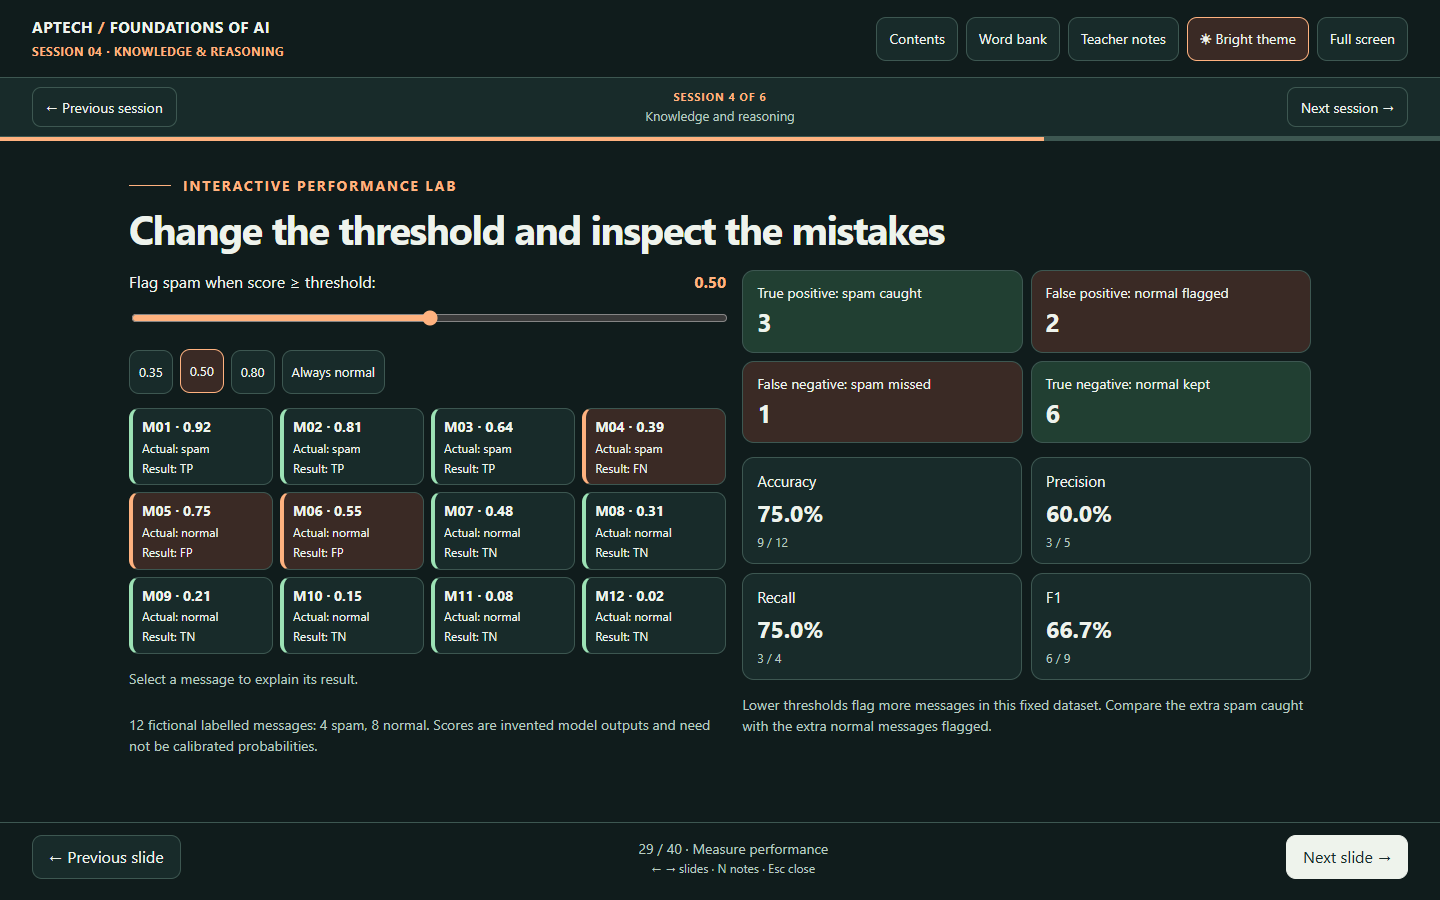 APTECH / FOUNDATIONS OF AI
SESSION 04 · KNOWLEDGE & REASONING
Contents
Word bank
Teacher notes
☀ Bright theme
Full screen
← Previous session
SESSION 4 OF 6
Knowledge and reasoning
Next session →
INTERACTIVE PERFORMANCE LAB
Change the threshold and inspect the mistakes
Flag spam when score ≥ threshold:
0.50
0.35
0.50
0.80
Always normal
M01 · 0.92
Actual: spam
Result: TP
M02 · 0.81
Actual: spam
Result: TP
M03 · 0.64
Actual: spam
Result: TP
M04 · 0.39
Actual: spam
Result: FN
M05 · 0.75
Actual: normal
Result: FP
M06 · 0.55
Actual: normal
Result: FP
M07 · 0.48
Actual: normal
Result: TN
M08 · 0.31
Actual: normal
Result: TN
M09 · 0.21
Actual: normal
Result: TN
M10 · 0.15
Actual: normal
Result: TN
M11 · 0.08
Actual: normal
Result: TN
M12 · 0.02
Actual: normal
Result: TN
Select a message to explain its result.
12 fictional labelled messages: 4 spam, 8 normal. Scores are invented model outputs and need
not be calibrated probabilities.
True positive: spam caught
3
False positive: normal flagged
2
False negative: spam missed
1
True negative: normal kept
6
Accuracy
75.0%
9 / 12
Precision
60.0%
3 / 5
Recall
75.0%
3 / 4
F1
66.7%
6 / 9
Lower thresholds flag more messages in this fixed dataset. Compare the extra spam caught
with the extra normal messages flagged.
← Previous slide
29 / 40 · Measure performance
← → slides · N notes · Esc close
Next slide →